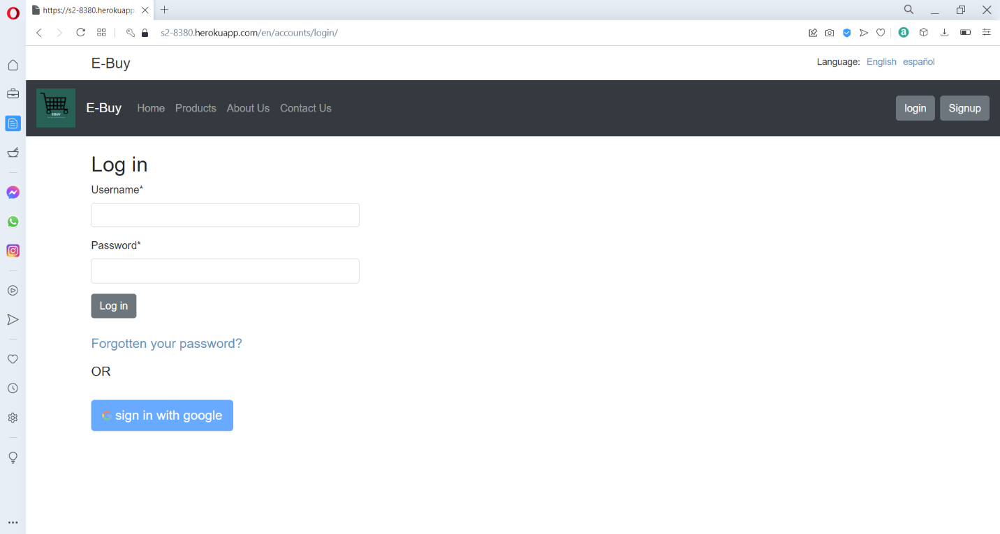 https://s2-8380.herokuapp
s2-8380.herokuapp.com/en/accounts/login/
E-Buy
Language: English español
EBUY
E-Buy Home Products About Us Contact Us login Signup
Log in
Username*
Password*
Log in
Forgotten your password?
OR
sign in with google